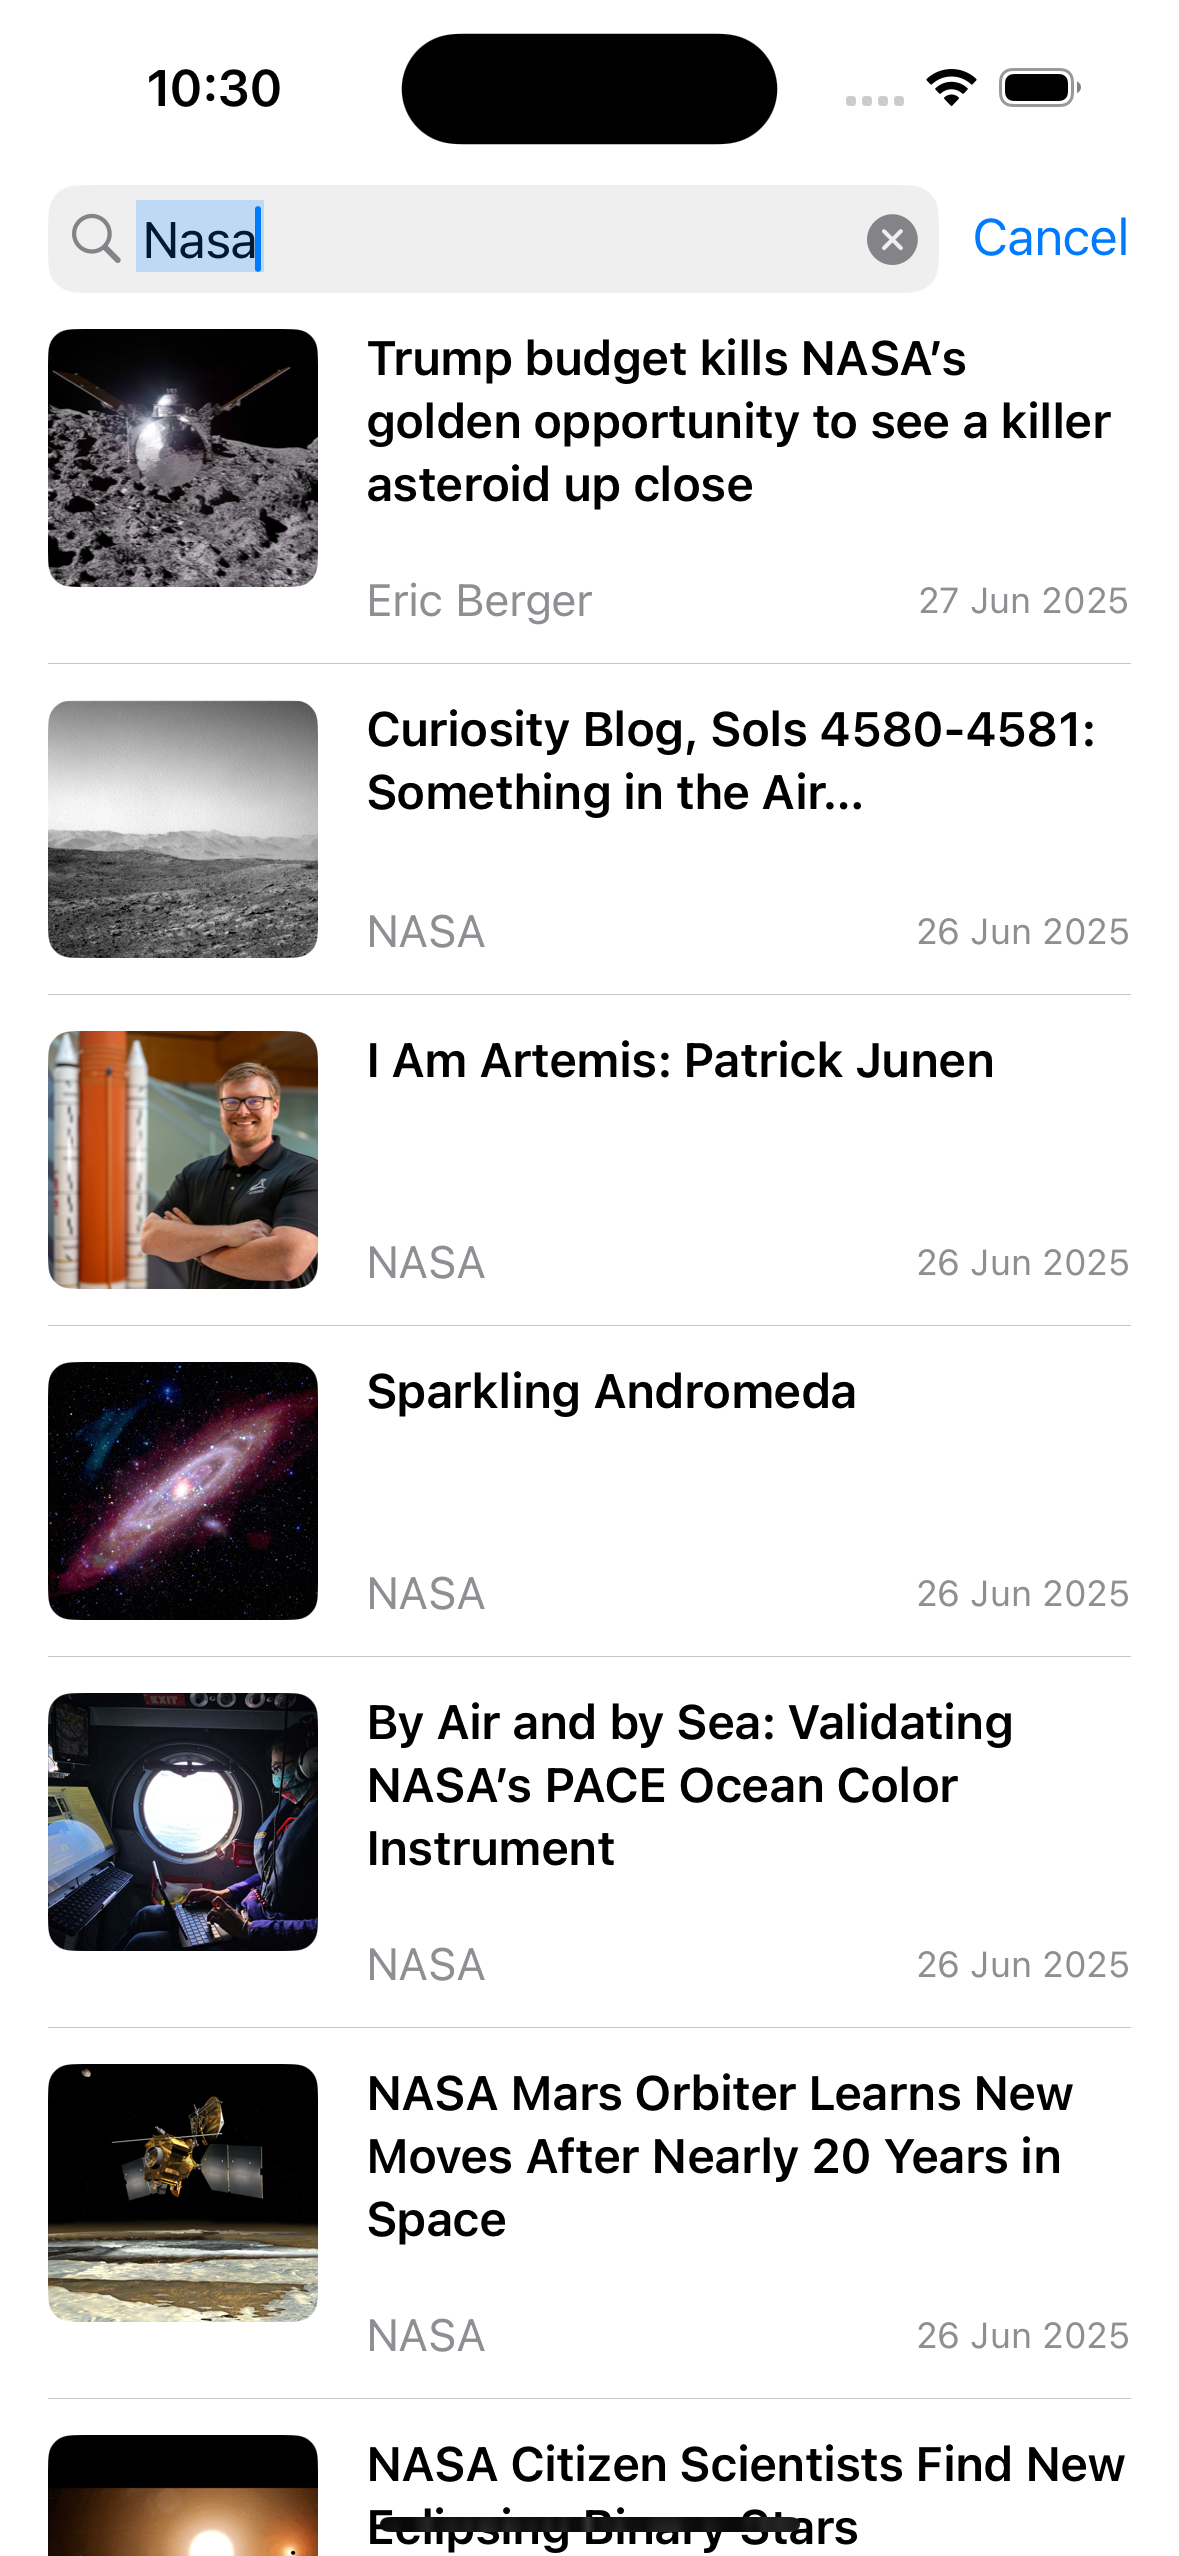 10:30
Nasa
Cancel
Trump budget kills NASA’s
golden opportunity to see a killer
asteroid up close
Eric Berger
27 Jun 2025
Curiosity Blog, Sols 4580-4581:
Something in the Air…
NASA
26 Jun 2025
I Am Artemis: Patrick Junen
NASA
26 Jun 2025
Sparkling Andromeda
NASA
26 Jun 2025
EXIT
By Air and by Sea: Validating
NASA’s PACE Ocean Color
Instrument
NASA
26 Jun 2025
NASA Mars Orbiter Learns New
Moves After Nearly 20 Years in
Space
NASA
26 Jun 2025
NASA Citizen Scientists Find New
Eclipsing Binary Stars